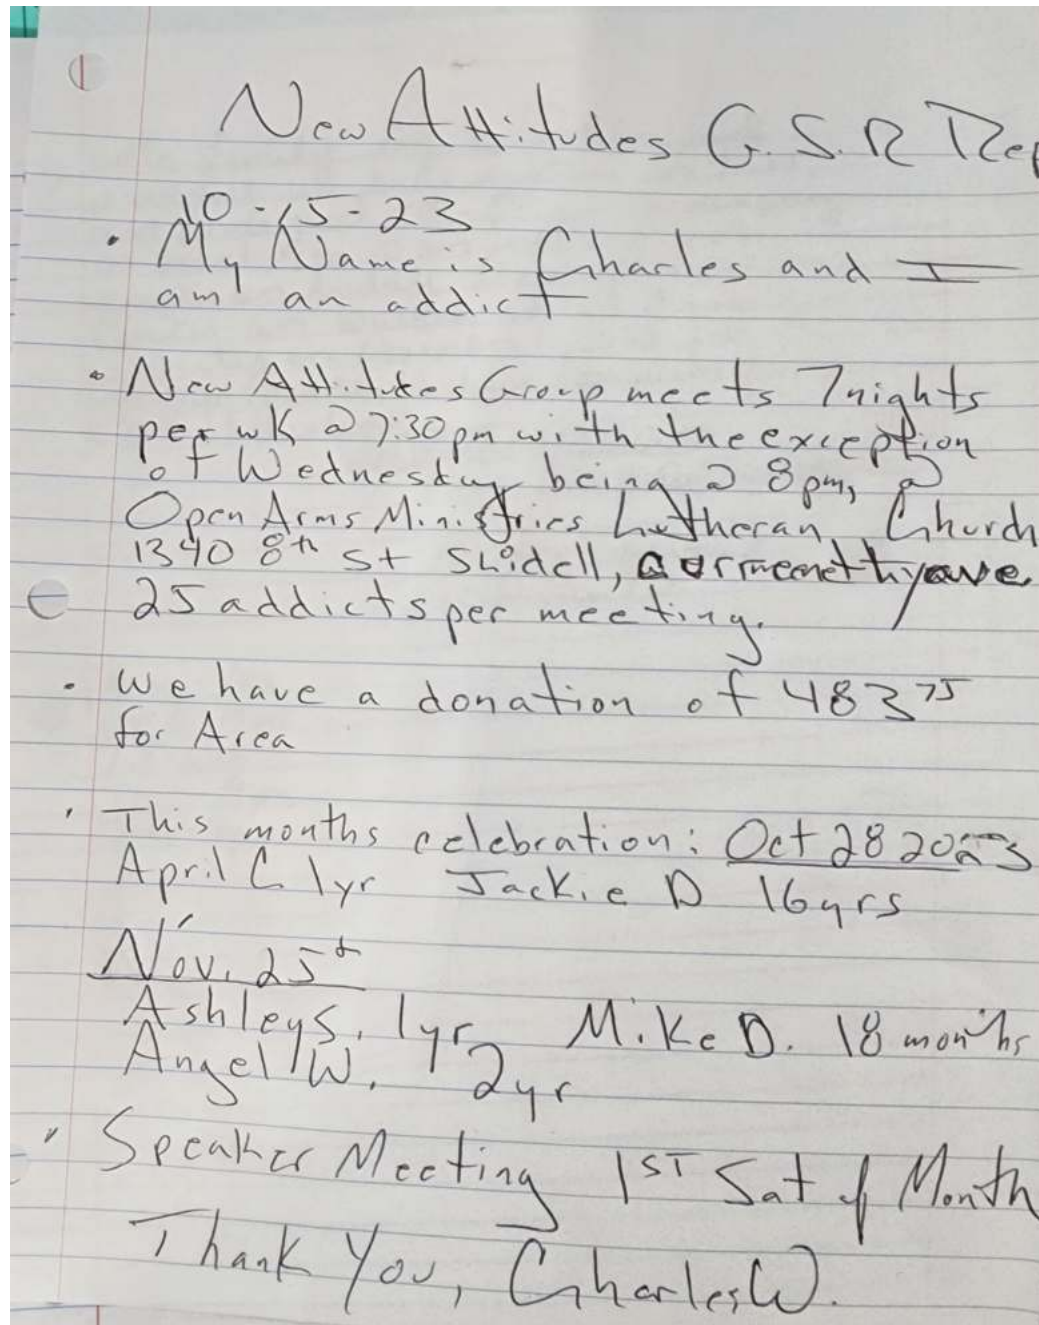 New Attitudes G.S.R Rep
10-15-23
• My Name is Charles and I
am an addict
• New Attitudes Group meets 7nights
per wk @ 7:30pm with the exception
of Wednesday being @ 8pm, @
Open Arms Ministries Lutheran Church
1340 8th St Slidell,
25 addicts per meeting.
• We have a donation of 483 75
for Area
• This months celebration: Oct 28 2023
April C 1yr Jackie D 16yrs
Nov. 25th
Ashley S. 1yr Mike D. 18 months
Angel W. 2yr
• Speaker Meeting 1ST Sat of Month
Thank You, Charles W.